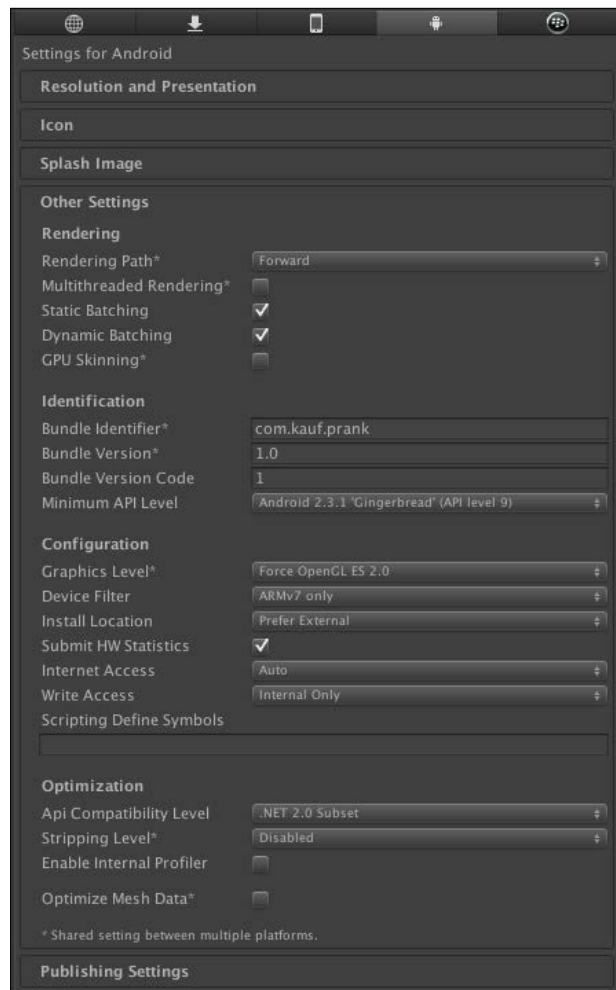 Settings for Android
Resolution and Presentation
Icon
Splash Image
Other Settings
Rendering
Rendering Path* Forward
Multithreaded Rendering*
Static Batching
Dynamic Batching
GPU Skinning*
Identification
Bundle Identifier* com.kauf.prank
Bundle Version* 1.0
Bundle Version Code 1
Minimum API Level Android 2.3.1 'Gingerbread' (API level 9)
Configuration
Graphics Level* Force OpenGL ES 2.0
Device Filter ARMv7 only
Install Location Prefer External
Submit HW Statistics
Internet Access Auto
Write Access Internal Only
Scripting Define Symbols
Optimization
Api Compatibility Level .NET 2.0 Subset
Stripping Level* Disabled
Enable Internal Profiler
Optimize Mesh Data*
* Shared setting between multiple platforms.
Publishing Settings